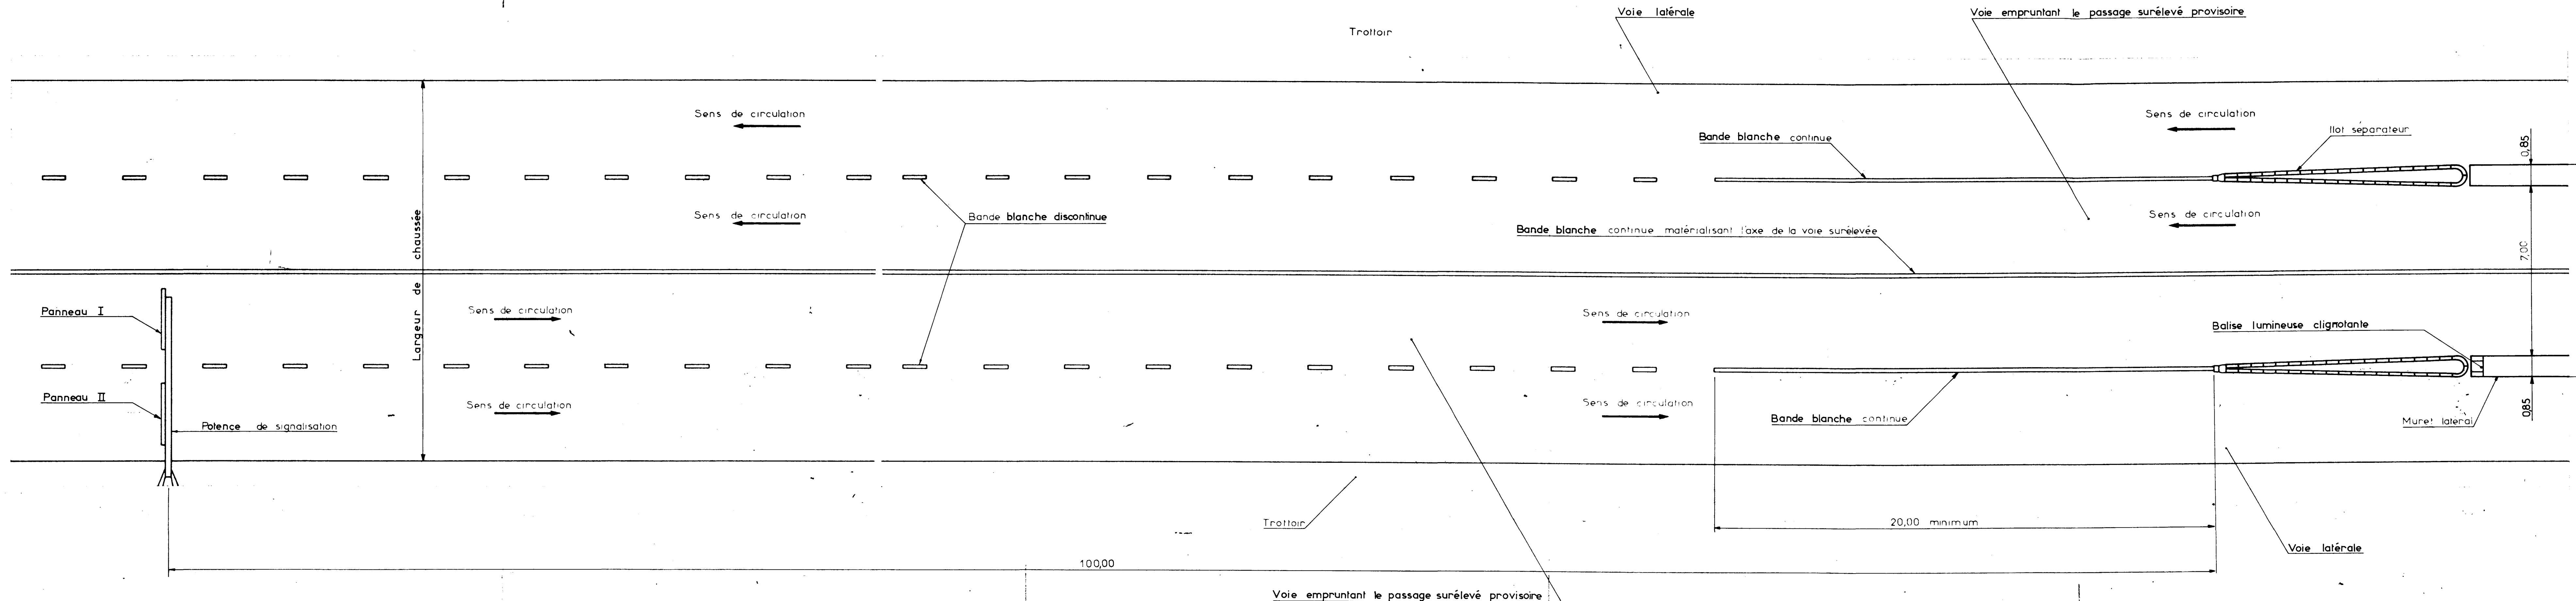 Voie latérale
Voie empruntant le passage surélevé provisoire
Trottoir
Sens de circulation
Sens de circulation
Bande blanche continue
Ilot séparateur
0,85
Sens de circulation
Bande blanche discontinue
Sens de circulation
Bande blanche continue matérialisant l'axe de la voie surélevée
Largeur de chaussée
7,00
Panneau I
Sens de circulation
Sens de circulation
Balise lumineuse clignotante
Panneau II
Sens de circulation
Sens de circulation
Potence de signalisation
Bande blanche continue
Muret latéral
0,85
Trottoir
20,00 minimum
Voie latérale
100,00
Voie empruntant le passage surélevé provisoire